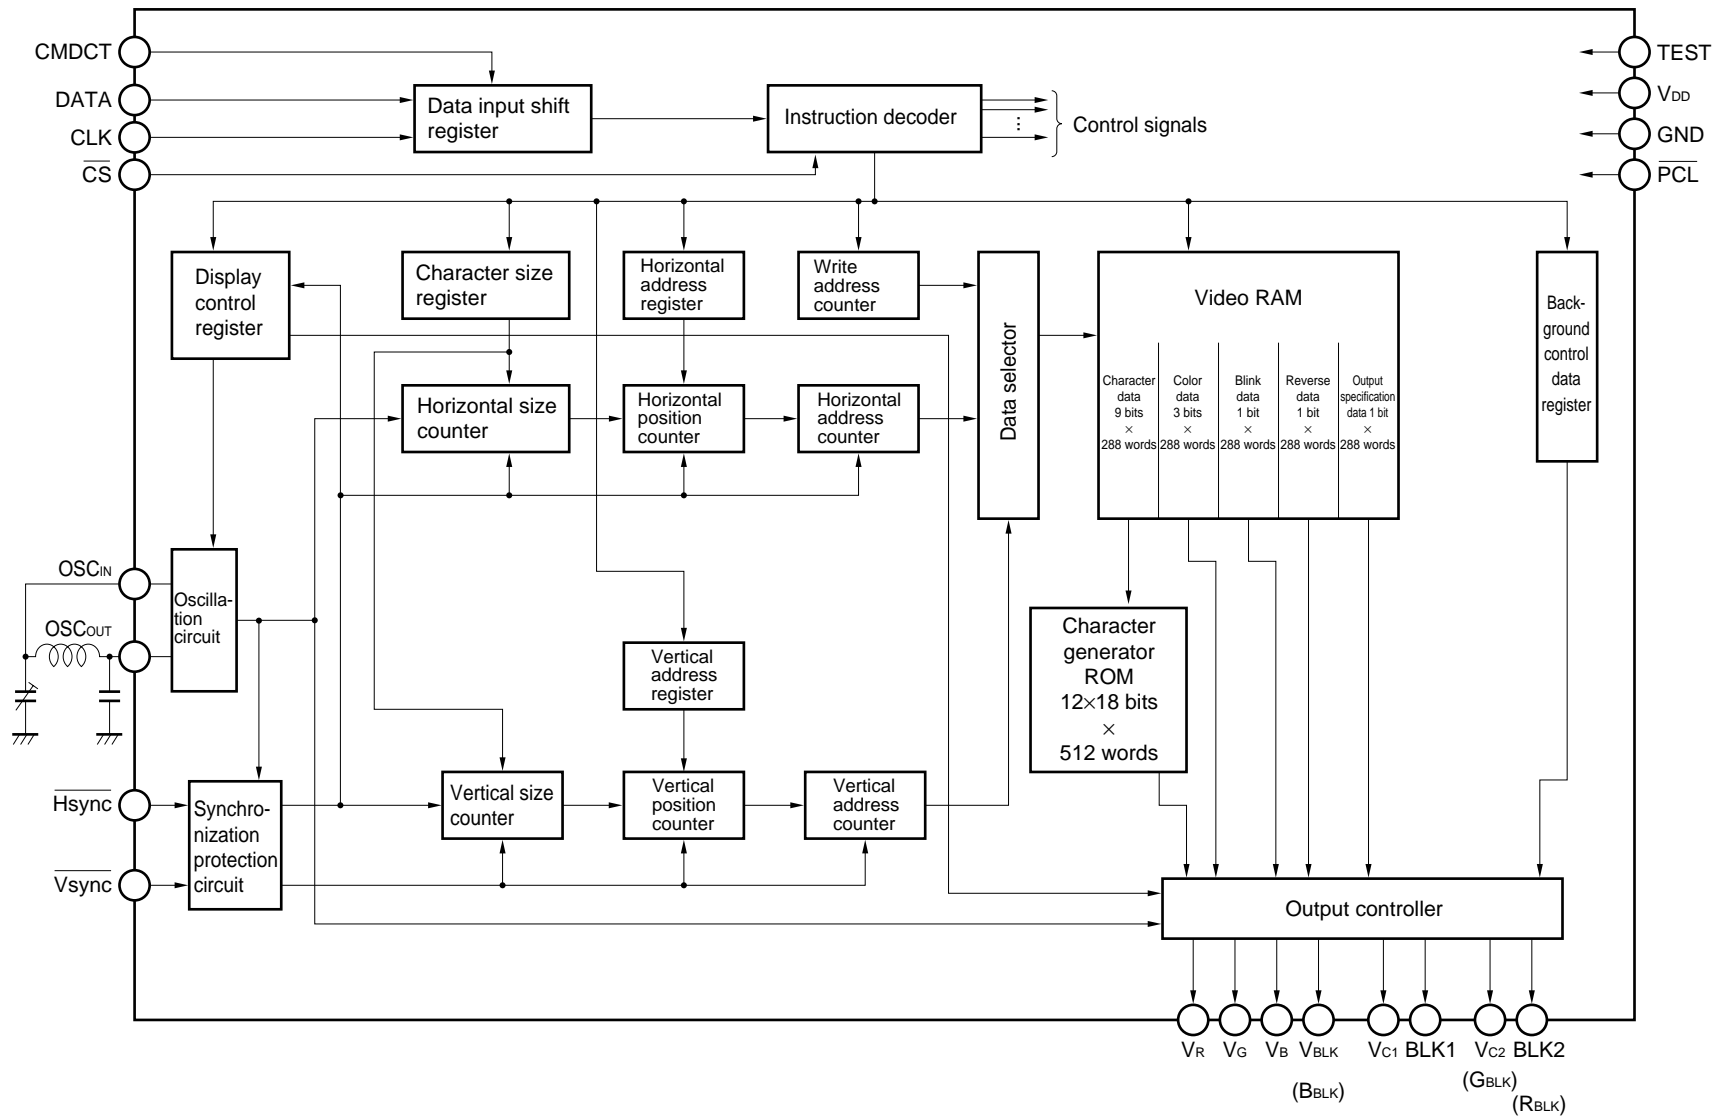 CMDCT
DATA
CLK
CS
TEST
VDD
GND
PCL
Data input shift
register
Instruction decoder
Control signals
⋮
Display
control
register
Character size
register
Horizontal
address
register
Write
address
counter
Data selector
Video RAM
Character
data
9 bits
×
288 words
Color
data
3 bits
×
288 words
Blink
data
1 bit
×
288 words
Reverse
data
1 bit
×
288 words
Output
specification
data 1 bit
×
288 words
Back-
ground
control
data
register
Horizontal size
counter
Horizontal
position
counter
Horizontal
address
counter
OSCIN
OSCOUT
Oscilla-
tion
circuit
Vertical
address
register
Character
generator
ROM
12×18 bits
×
512 words
Hsync
Vsync
Synchro-
nization
protection
circuit
Vertical size
counter
Vertical
position
counter
Vertical
address
counter
Output controller
VR
VG
VB
VBLK
VC1
BLK1
VC2
BLK2
(BBLK)
(GBLK)
(RBLK)